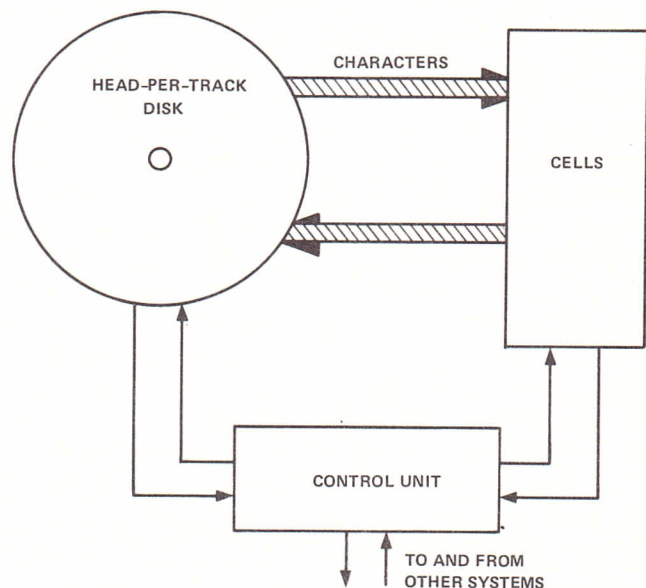 HEAD-PER-TRACK
DISK
CHARACTERS
CELLS
CONTROL UNIT
TO AND FROM
OTHER SYSTEMS